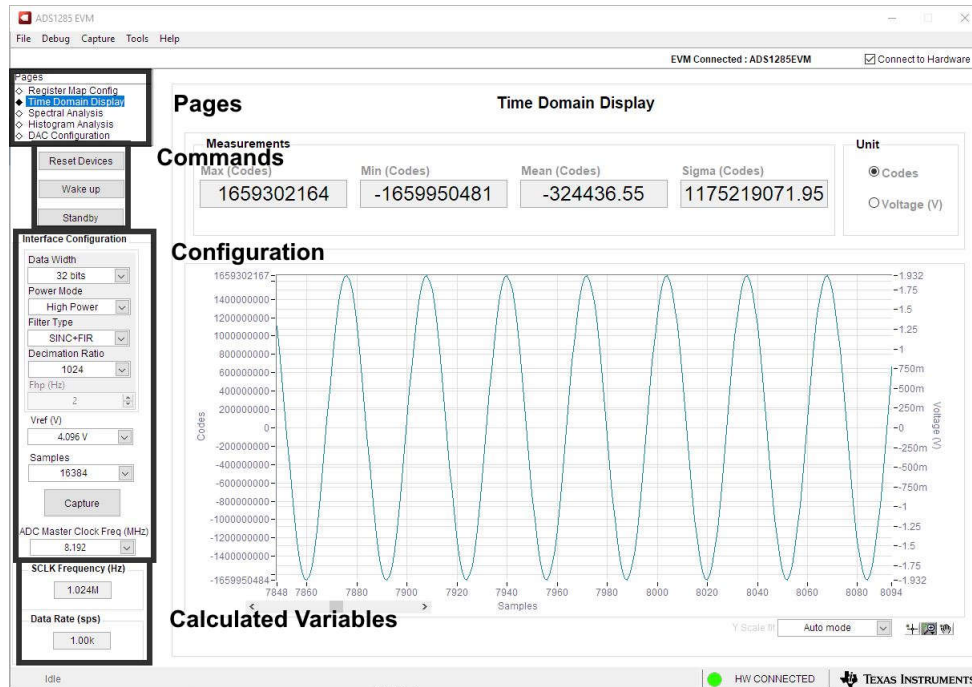 ADS1285 EVM
File Debug Capture Tools Help
EVM Connected : ADS1285EVM
Connect to Hardware
Pages
Register Map Config
Time Domain Display
Spectral Analysis
Histogram Analysis
DAC Configuration
Pages
Time Domain Display
Commands
Reset Devices
Wake up
Standby
Measurements
Max (Codes) Min (Codes) Mean (Codes) Sigma (Codes)
1659302164 -1659950481 -324436.55 1175219071.95
Unit
Codes
Voltage (V)
Configuration
Interface Configuration
Data Width
32 bits
Power Mode
High Power
Filter Type
SINC+FIR
Decimation Ratio
1024
Fhp (Hz)
2
Vref (V)
4.096 V
Samples
16384
Capture
ADC Master Clock Freq (MHz)
8.192
SCLK Frequency (Hz)
1.024M
Data Rate (sps)
1.00k
Calculated Variables
Codes
1659302167
1400000000
1200000000
1000000000
800000000
600000000
400000000
200000000
0
-200000000
-400000000
-600000000
-800000000
-1000000000
-1200000000
-1400000000
-1659950484
7848 7860 7880 7900 7920 7940 7960 7980 8000 8020 8040 8060 8080 8094
Samples
1.932
1.75
1.5
1.25
1
750m
500m
250m
0
-250m
-500m
-750m
-1
-1.25
-1.5
-1.75
-1.932
Voltage (V)
Y Scale fit
Auto mode
Idle
HW CONNECTED
TEXAS INSTRUMENTS